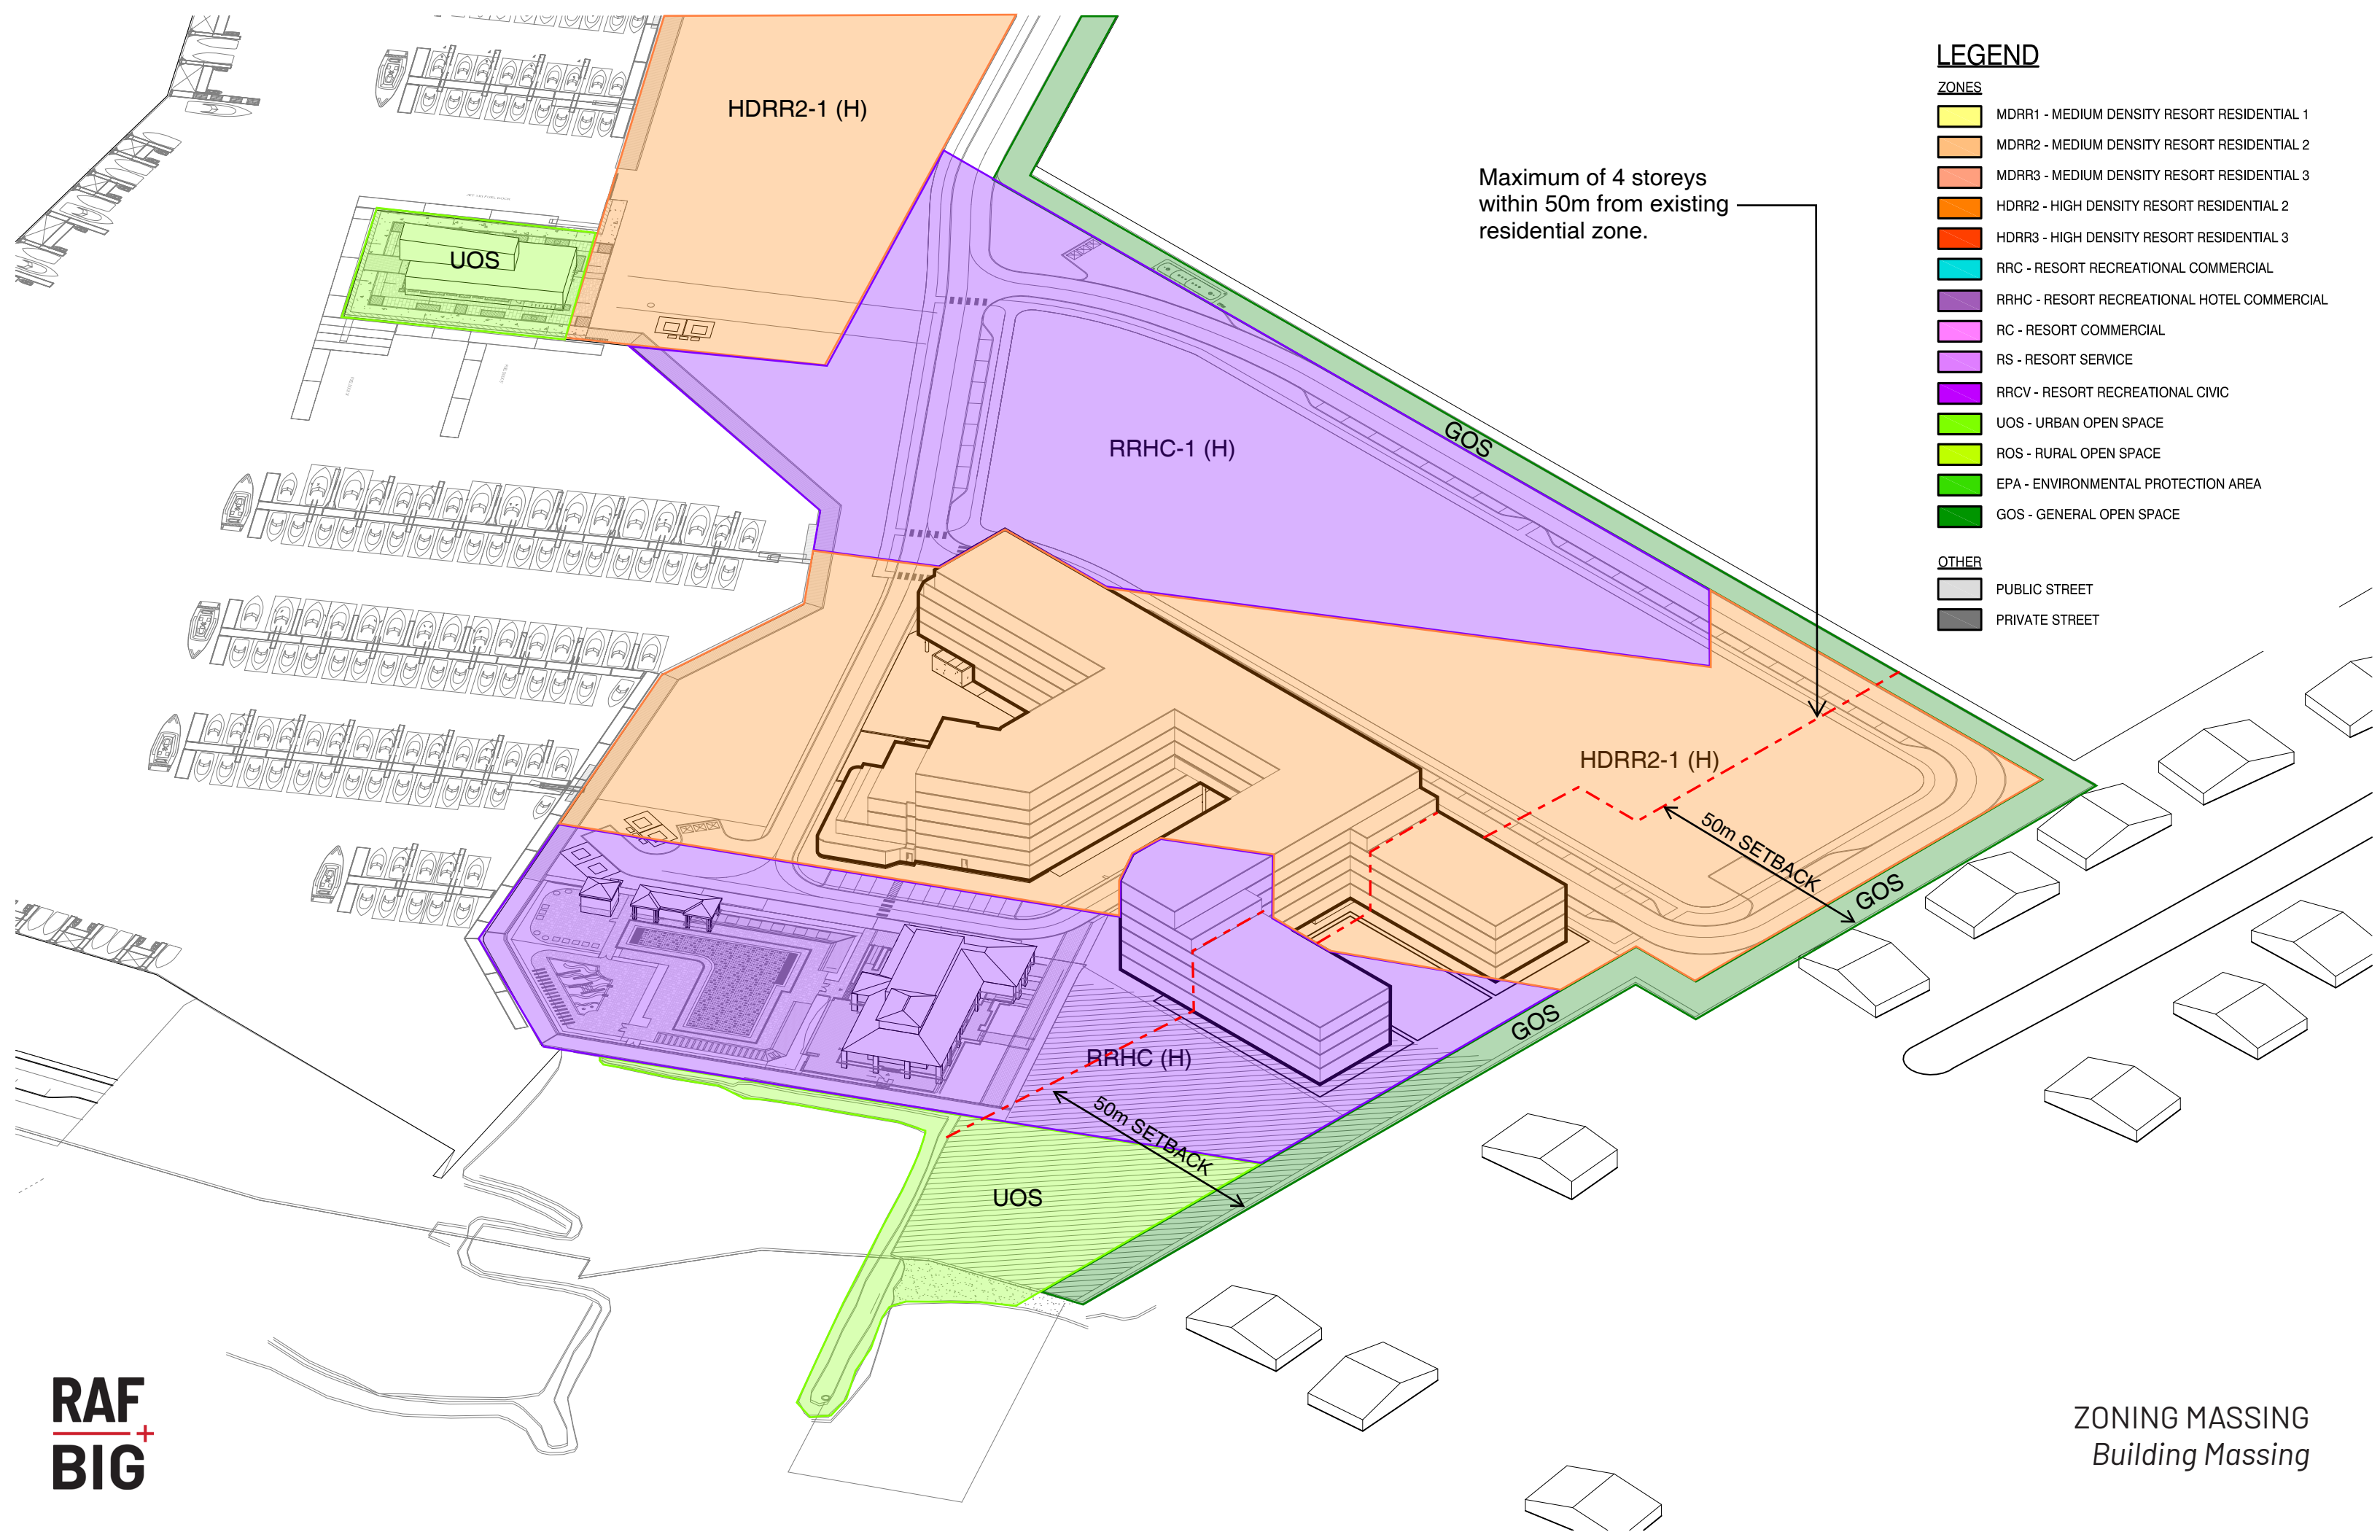 HDRR2-1 (H)
UOS
RRHC-1 (H)
GOS
Maximum of 4 storeys
within 50m from existing
residential zone.
HDRR2-1 (H)
50m SETBACK
GOS
GOS
RRHC (H)
50m SETBACK
UOS
LEGEND
ZONES
MDRR1 - MEDIUM DENSITY RESORT RESIDENTIAL 1
MDRR2 - MEDIUM DENSITY RESORT RESIDENTIAL 2
MDRR3 - MEDIUM DENSITY RESORT RESIDENTIAL 3
HDRR2 - HIGH DENSITY RESORT RESIDENTIAL 2
HDRR3 - HIGH DENSITY RESORT RESIDENTIAL 3
RRC - RESORT RECREATIONAL COMMERCIAL
RRHC - RESORT RECREATIONAL HOTEL COMMERCIAL
RC - RESORT COMMERCIAL
RS - RESORT SERVICE
RRCV - RESORT RECREATIONAL CIVIC
UOS - URBAN OPEN SPACE
ROS - RURAL OPEN SPACE
EPA - ENVIRONMENTAL PROTECTION AREA
GOS - GENERAL OPEN SPACE
OTHER
PUBLIC STREET
PRIVATE STREET
RAF
+
BIG
ZONING MASSING
Building Massing